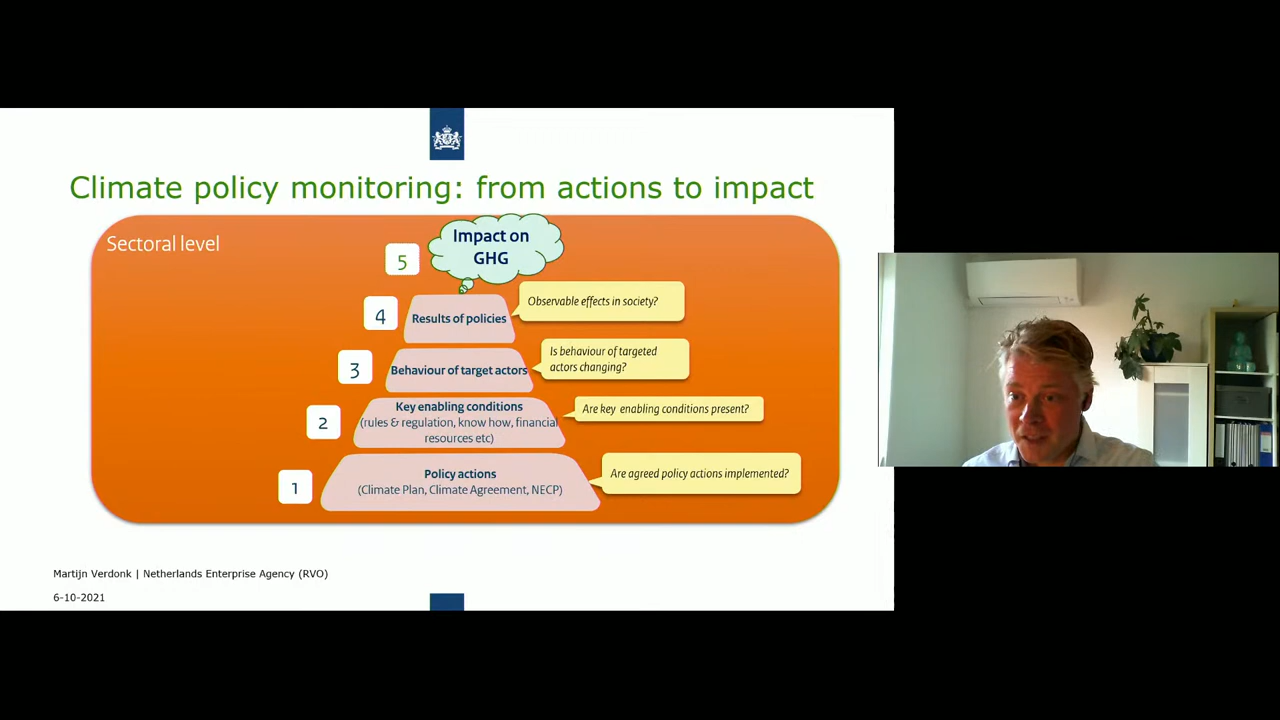 Climate policy monitoring: from actions to impact
Sectoral level
5
Impact on
GHG
4
Results of policies
Observable effects in society?
3
Behaviour of target actors
Is behaviour of targeted
actors changing?
2
Key enabling conditions
(rules & regulation, know how, financial
resources etc)
Are key enabling conditions present?
1
Policy actions
(Climate Plan, Climate Agreement, NECP)
Are agreed policy actions implemented?
Martijn Verdonk | Netherlands Enterprise Agency (RVO)
6-10-2021